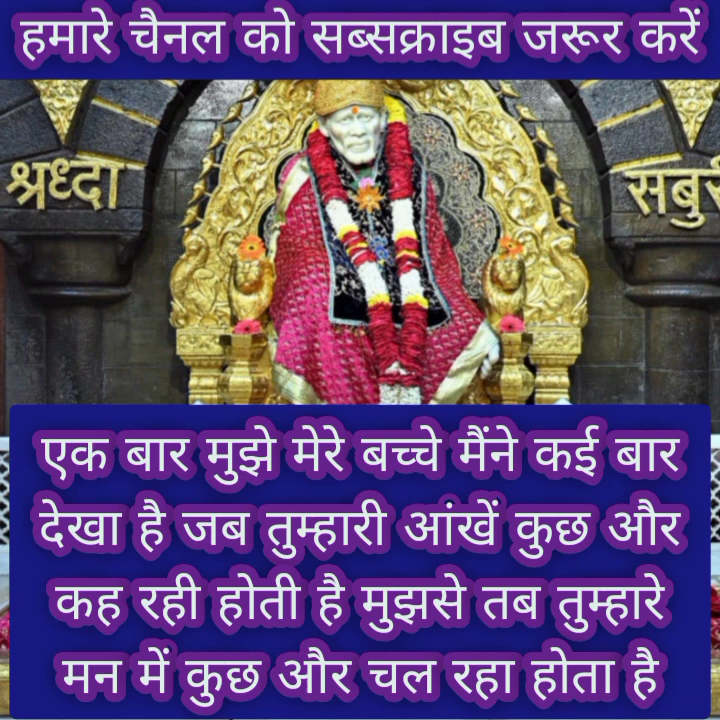 हमारे चैनल को सब्सक्राइब जरूर करें
श्रध्दा
एक बार मुझे मेरे बच्चे मैंने कई बार
देखा है जब तुम्हारी आंखें कुछ और
कह रही होती है मुझसे तब तुम्हारे
मन में कुछ और चल रहा होता है